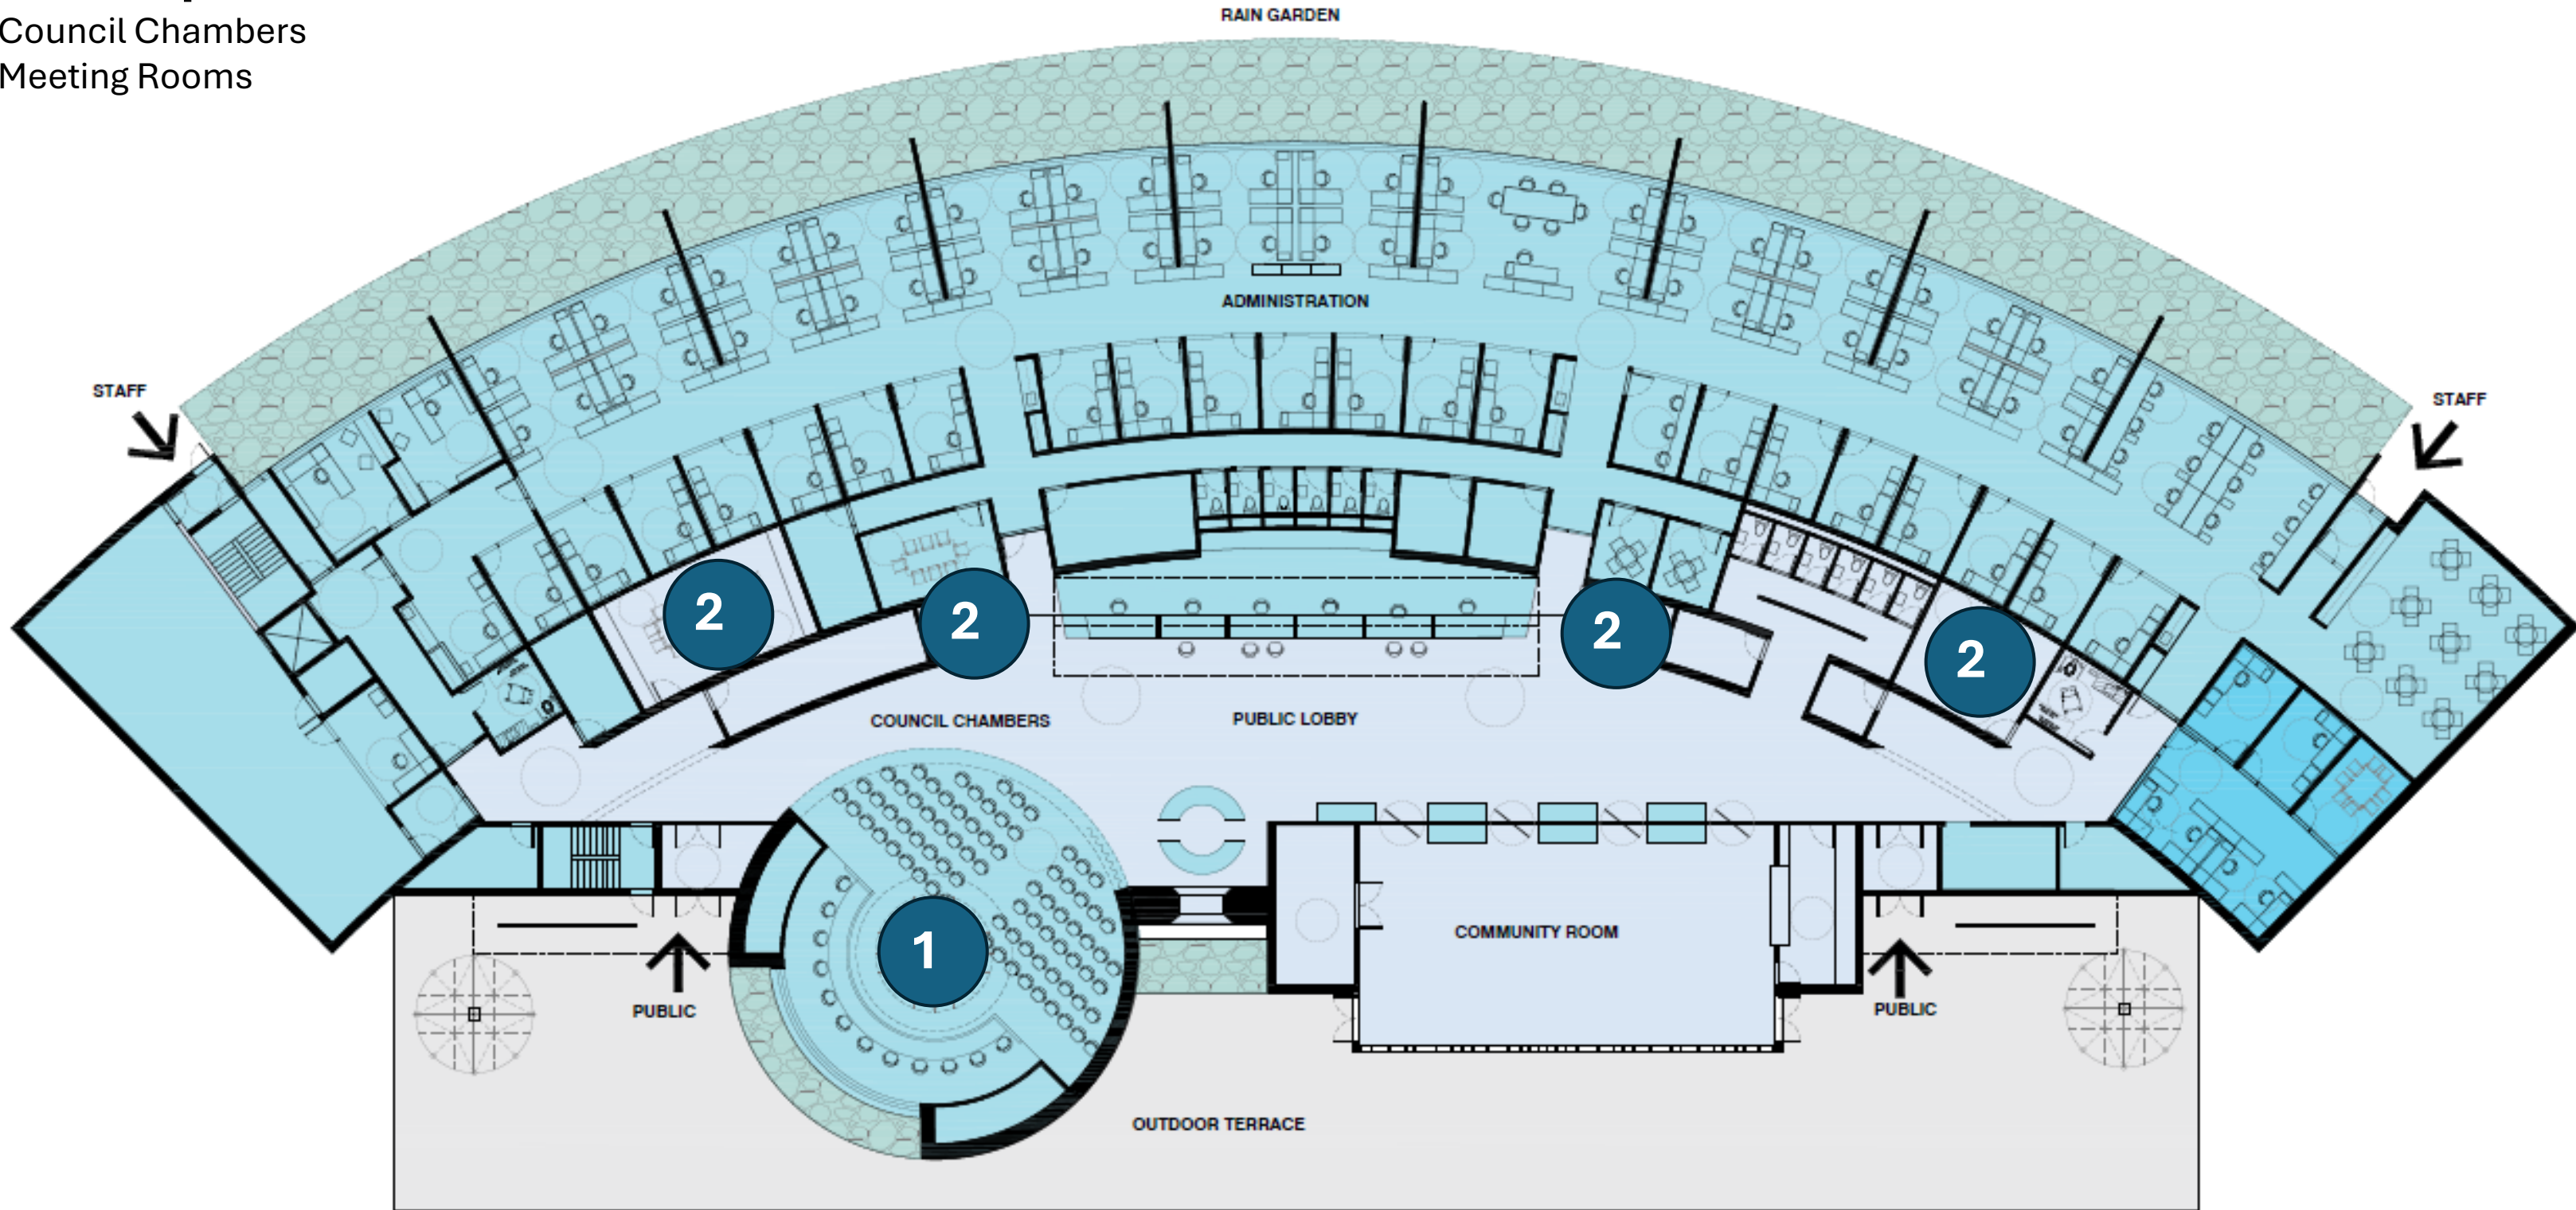 Council Chambers
Meeting Rooms
RAIN GARDEN
ADMINISTRATION
STAFF
STAFF
2
2
2
2
COUNCIL CHAMBERS
PUBLIC LOBBY
1
COMMUNITY ROOM
PUBLIC
PUBLIC
OUTDOOR TERRACE